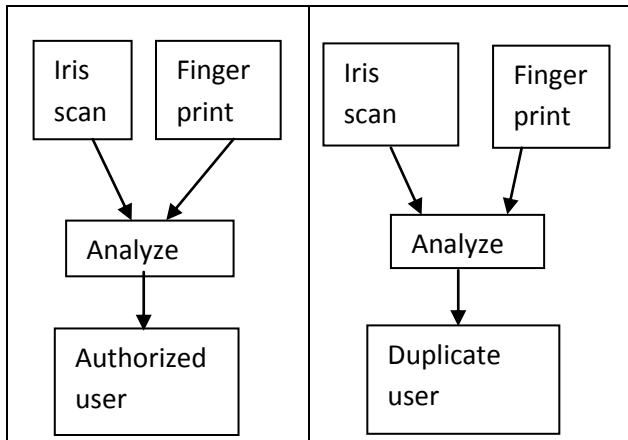 Iris
scan
Finger
print
Analyze
Authorized
user
Iris
scan
Finger
print
Analyze
Duplicate
user